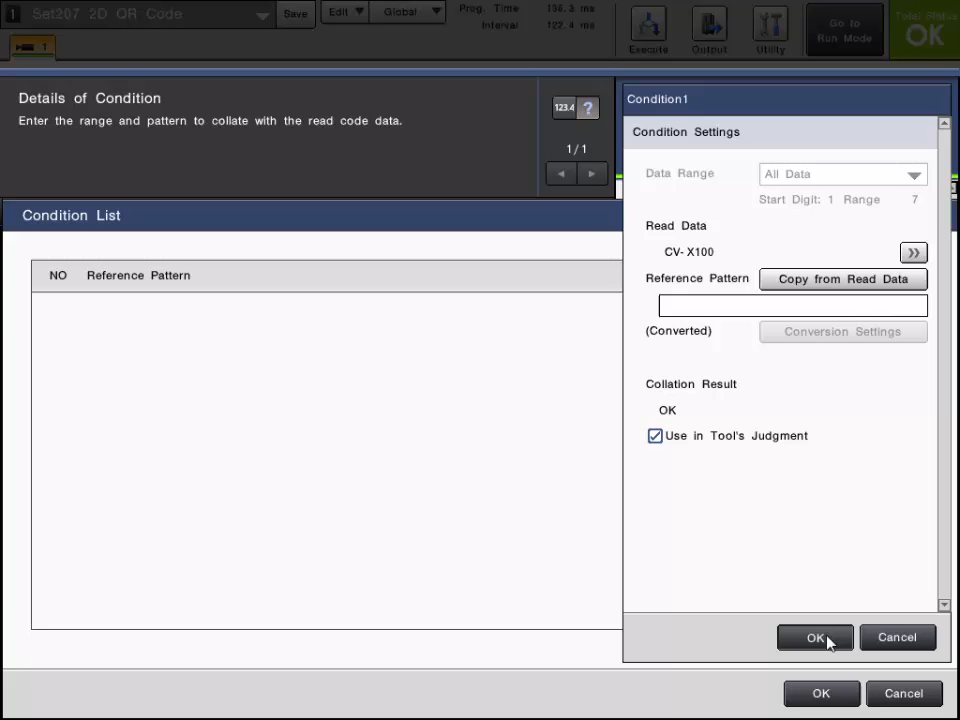 1 Set207 2D QR Code Save Edit Global Prog. Time 136.3 ms
Interval 122.4 ms
Execute Output Utility
Go to
Run Mode
Total Status
OK
1
Details of Condition
Enter the range and pattern to collate with the read code data.
123.4 ?
1/1
Condition1
Condition Settings
Data Range All Data
Start Digit: 1 Range 7
Read Data
CV- X100
Reference Pattern Copy from Read Data
(Converted) Conversion Settings
Collation Result
OK
Use in Tool's Judgment
OK Cancel
Condition List
NO Reference Pattern
OK Cancel